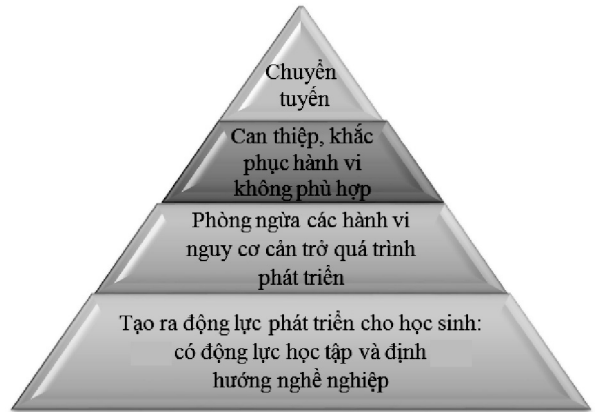 Chuyển
tuyến
Can thiệp, khắc
phục hành vi
không phù hợp
Phòng ngừa các hành vi
nguy cơ cản trở quá trình
phát triển
Tạo ra động lực phát triển cho học sinh:
có động lực học tập và định
hướng nghề nghiệp